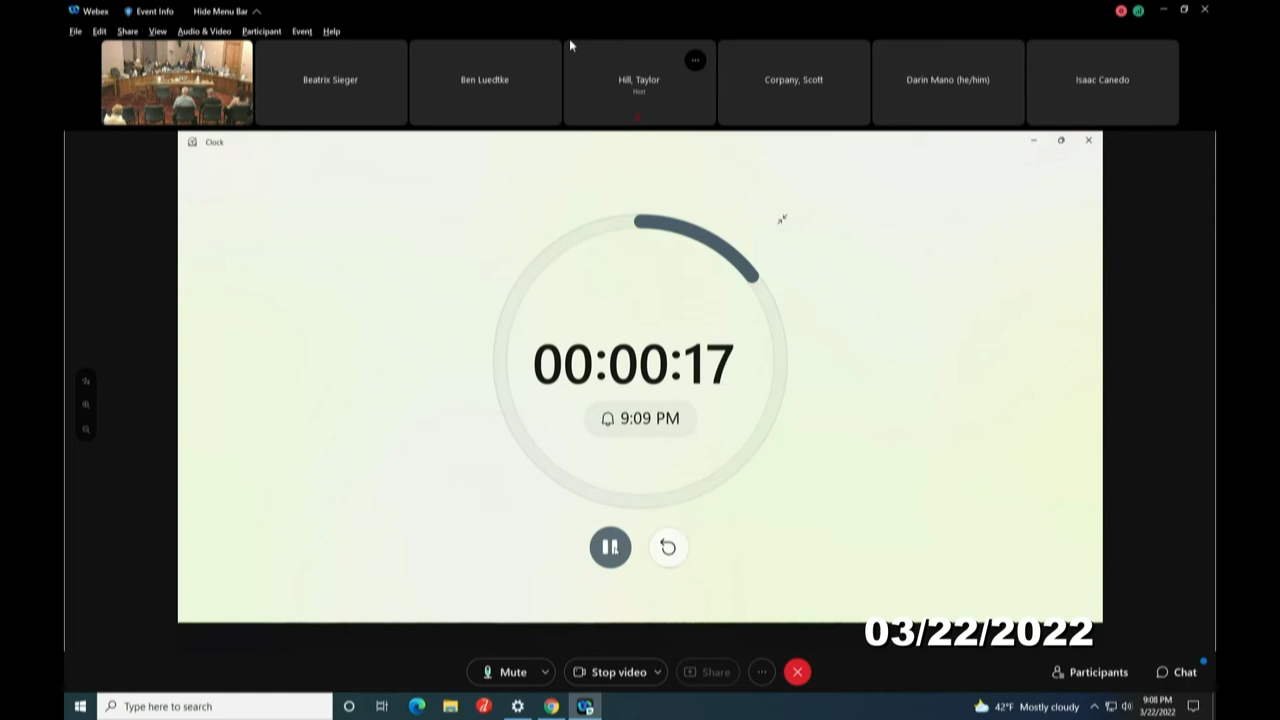 Webex Event Info Hide Menu Bar
File Edit Share View Audio & Video Participant Event Help
Beatrix Sieger
Ben Luedtke
Hill, Taylor
Host
Corpany, Scott
Darin Mano (he/him)
Isaac Canedo
Clock
00:00:17
9:09 PM
03/22/2022
Mute Stop video Share Participants Chat
Type here to search
42°F Mostly cloudy
9:08 PM
3/22/2022